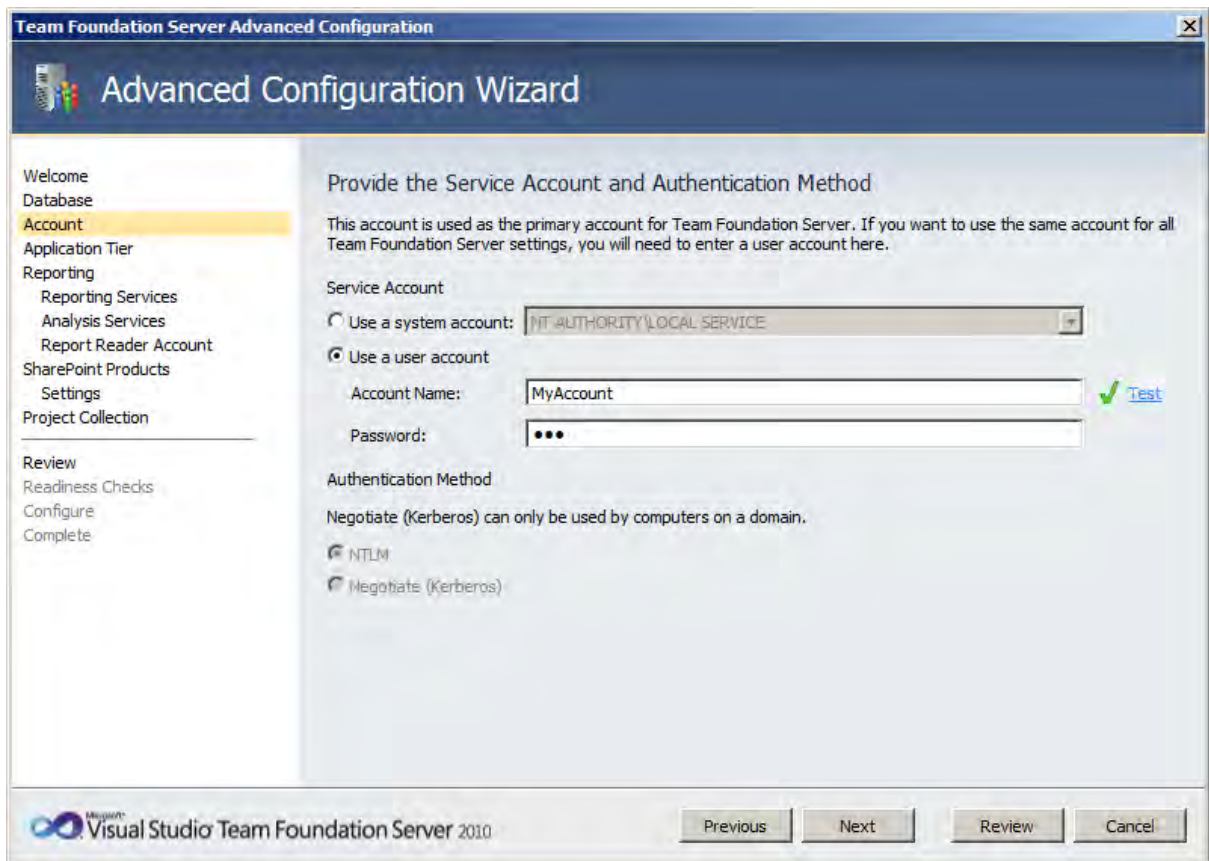 Team Foundation Server Advanced Configuration
Advanced Configuration Wizard
Welcome
Database
Account
Application Tier
Reporting
Reporting Services
Analysis Services
Report Reader Account
SharePoint Products
Settings
Project Collection
Review
Readiness Checks
Configure
Complete
Provide the Service Account and Authentication Method
This account is used as the primary account for Team Foundation Server. If you want to use the same account for all
Team Foundation Server settings, you will need to enter a user account here.
Service Account
Use a system account: NT AUTHORITY\LOCAL SERVICE
Use a user account
Account Name: MyAccount Test
Password: •••
Authentication Method
Negotiate (Kerberos) can only be used by computers on a domain.
NTLM
Negotiate (Kerberos)
Microsoft
Visual Studio Team Foundation Server 2010
Previous Next Review Cancel